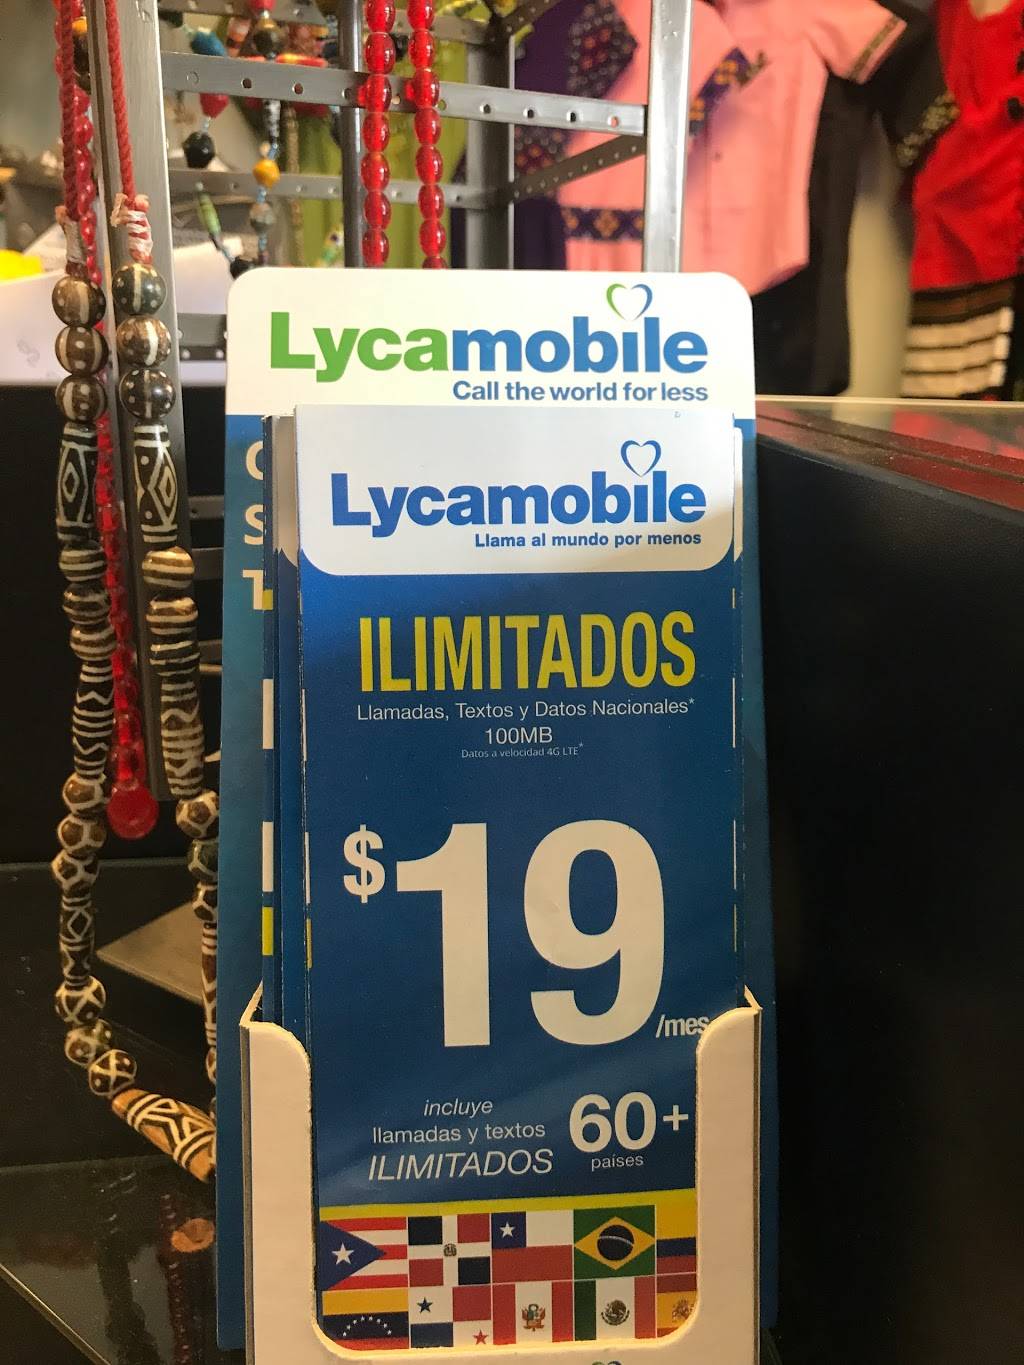 Lycamobile
Call the world for less
Lycamobile
Llama al mundo por menos
ILIMITADOS
Llamadas, Textos y Datos Nacionales*
100MB
Datos a velocidad 4G LTE*
$19
/mes
incluye
llamadas y textos
ILIMITADOS
60+
países